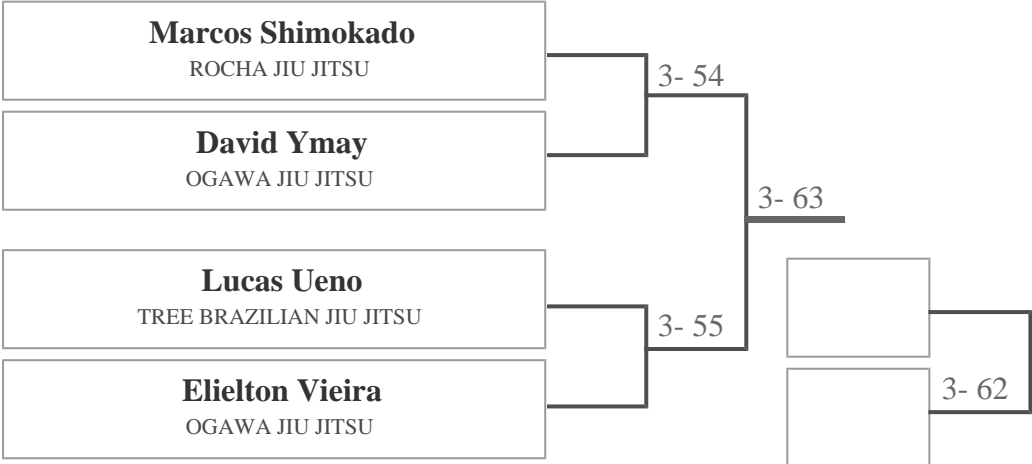 Marcos Shimokado
ROCHA JIU JITSU
3- 54
David Ymay
OGAWA JIU JITSU
3- 63
Lucas Ueno
TREE BRAZILIAN JIU JITSU
3- 55
Elielton Vieira
OGAWA JIU JITSU
3- 62